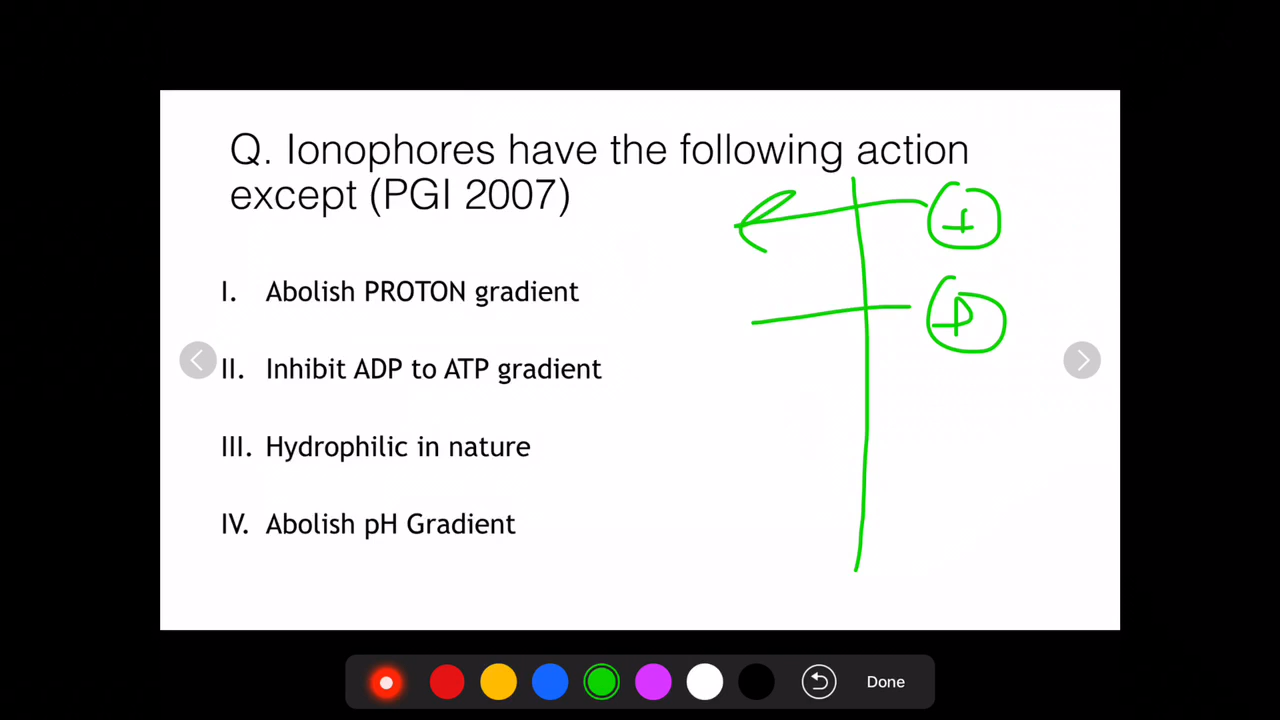 Q. Ionophores have the following action
except (PGI 2007)
I. Abolish PROTON gradient
II. Inhibit ADP to ATP gradient
III. Hydrophilic in nature
IV. Abolish pH Gradient
+
Done